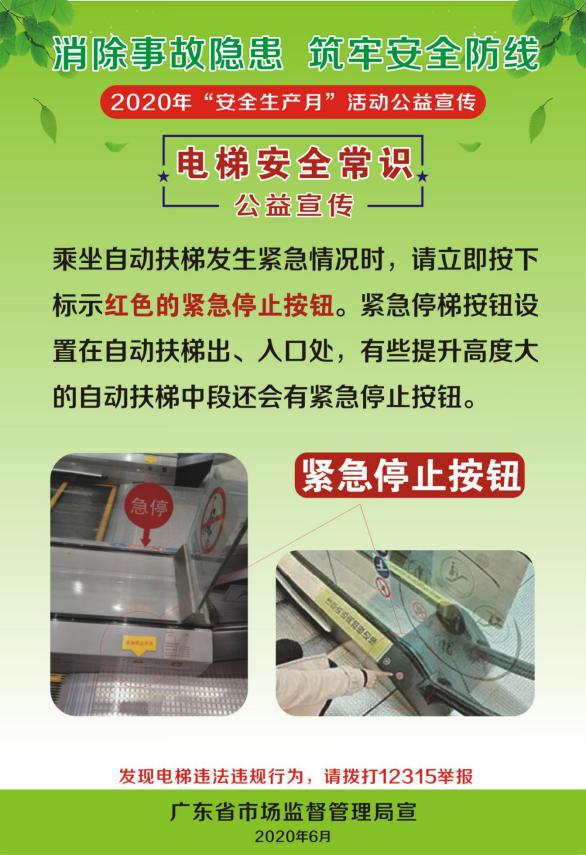 消除事故隐患 筑牢安全防线
2020年“安全生产月”活动公益宣传
电梯安全常识
公益宣传
乘坐自动扶梯发生紧急情况时，请立即按下
标示红色的紧急停止按钮。紧急停梯按钮设
置在自动扶梯出、入口处，有些提升高度大
的自动扶梯中段还会有紧急停止按钮。
紧急停止按钮
急停
发现电梯违法违规行为，请拨打12315举报
广东省市场监督管理局宣
2020年6月